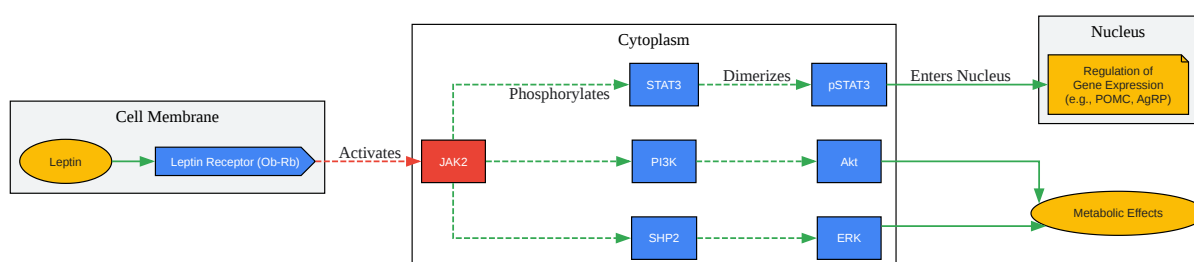 Cell Membrane
Leptin
Leptin Receptor (Ob-Rb)
Activates
Cytoplasm
JAK2
Phosphorylates
STAT3
Dimerizes
pSTAT3
PI3K
Akt
SHP2
ERK
Enters Nucleus
Nucleus
Regulation of
Gene Expression
(e.g., POMC, AgRP)
Metabolic Effects